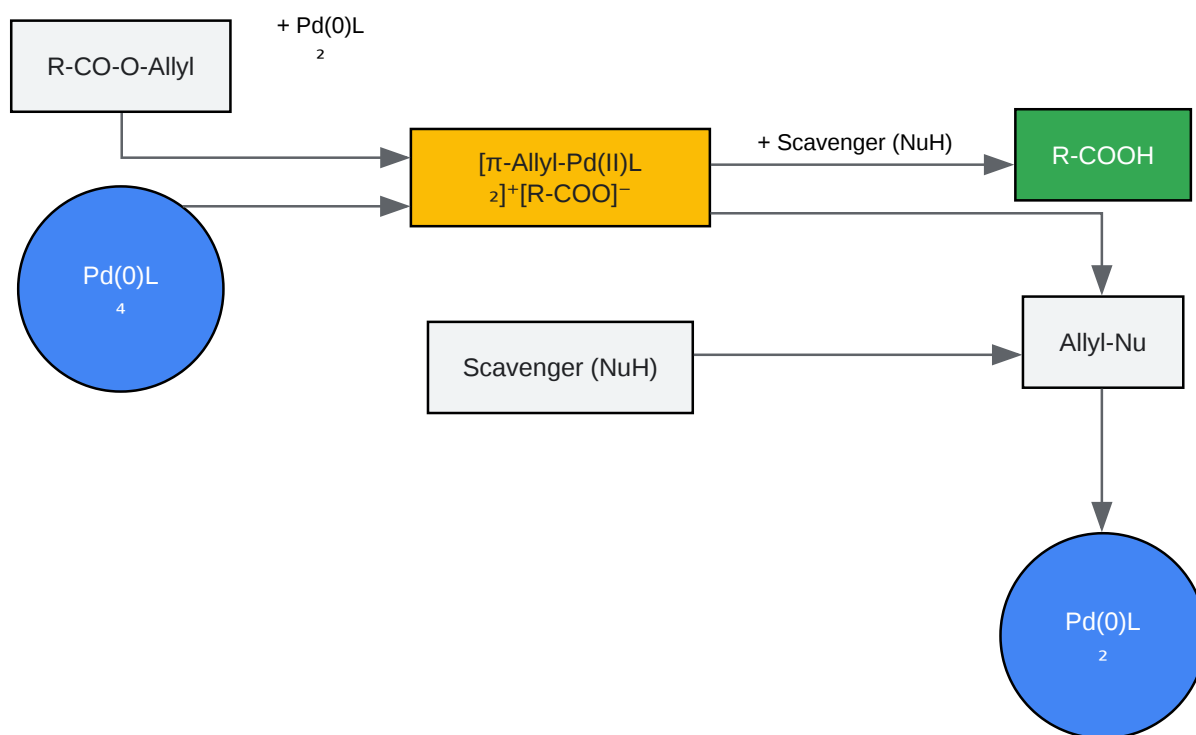 + Pd(0)L
₂
R-CO-O-Allyl
[π-Allyl-Pd(II)L
₂]⁺[R-COO]⁻
+ Scavenger (NuH)
R-COOH
Pd(0)L
₄
Scavenger (NuH)
Allyl-Nu
Pd(0)L
₂